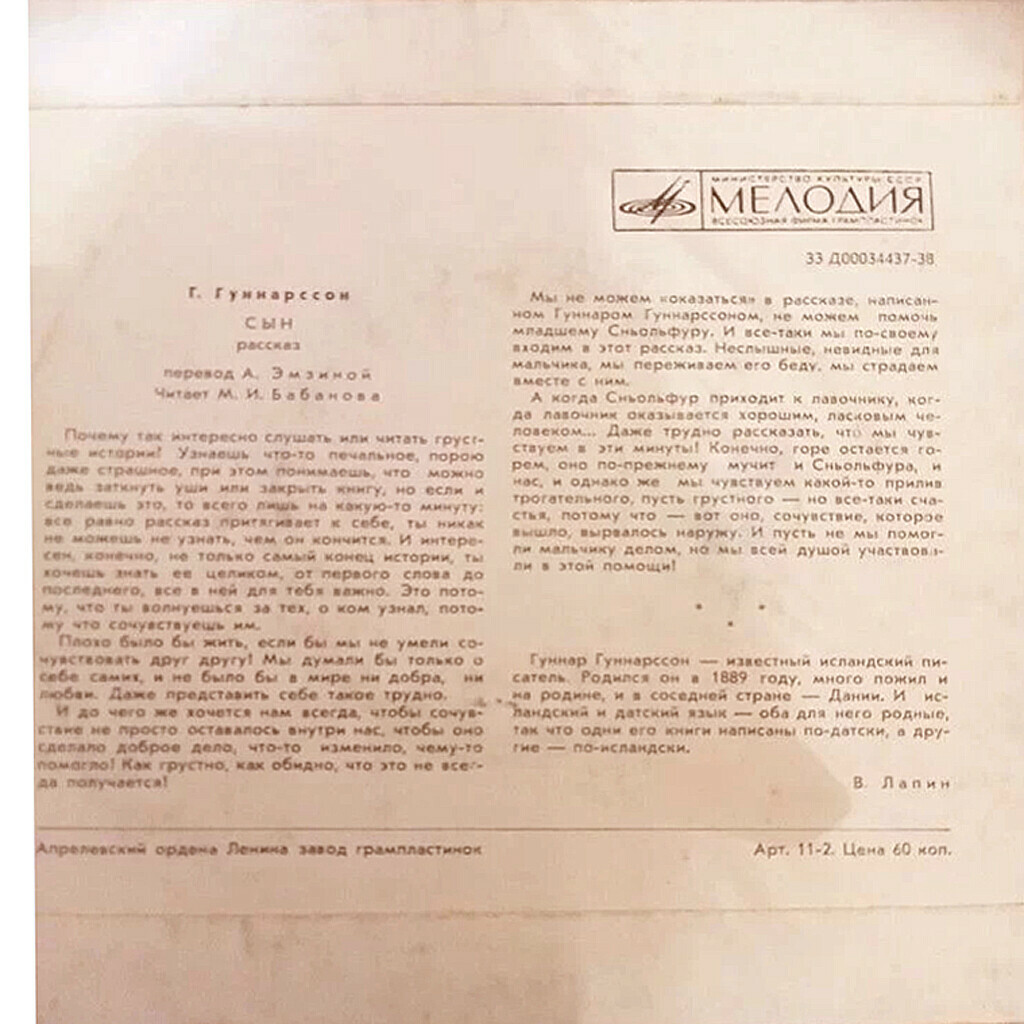 МИНИСТЕРСТВО КУЛЬТУРЫ СССР
МЕЛОДИЯ
ВСЕСОЮЗНАЯ ФИРМА ГРАМПЛАСТИНОК
33 Д00034437-38
Г. Гуннарссон
СЫН
рассказ
перевод А. Эмзиной
Читает М. И. Бабанова
Почему так интересно слушать или читать груст-
ные истории? Узнаешь что-то печальное, порою
даже страшное, при этом понимаешь, что можно
ведь заткнуть уши или закрыть книгу, но если и
сделаешь это, то всего лишь на какую-то минуту:
все равно рассказ притягивает к себе, ты никак
не можешь не узнать, чем он кончится. И интере-
сен, конечно, не только самый конец истории, ты
хочешь знать ее целиком, от первого слова до
последнего, все в ней для тебя важно. Это пото-
му, что ты волнуешься за тех, о ком узнал, пото-
му что сочувствуешь им.
Плохо было бы жить, если бы мы не умели со-
чувствовать друг другу! Мы думали бы только о
себе самих, и не было бы в мире ни добра, ни
любви. Даже представить себе такое трудно.
И до чего же хочется нам всегда, чтобы сочув-
ствие не просто оставалось внутри нас, чтобы оно
сделало доброе дело, что-то изменило, чему-то
помогло! Как грустно, как обидно, что это не все-
да получается!
Мы не можем «оказаться» в рассказе, написан-
ном Гуннаром Гуннарссоном, не можем помочь
младшему Сньольфуру. И все-таки мы по-своему
входим в этот рассказ. Неслышные, невидные для
мальчика, мы переживаем его беду, мы страдаем
вместе с ним.
А когда Сньольфур приходит к лавочнику, ког-
да лавочник оказывается хорошим, ласковым че-
ловеком... Даже трудно рассказать, что мы чув-
ствуем в эти минуты! Конечно, горе остается го-
рем, оно по-прежнему мучит и Сньольфура, и
нас, и однако же мы чувствуем какой-то прилив
трогательного, пусть грустного — но все-таки сча-
стья, потому что — вот оно, сочувствие, которое
вышло, вырвалось наружу. И пусть не мы помог-
ли мальчику делом, но мы всей душой участвова-
ли в этой помощи!
Гуннар Гуннарссон — известный исландский пи-
сатель. Родился он в 1889 году, много пожил и
на родине, и в соседней стране — Дании. И ис-
ландский и датский язык — оба для него родные,
так что одни его книги написаны по-датски, а дру-
гие — по-исландски.
В. Лапин
Апрелевский ордена Ленина завод грампластинок
Арт. 11-2. Цена 60 коп.